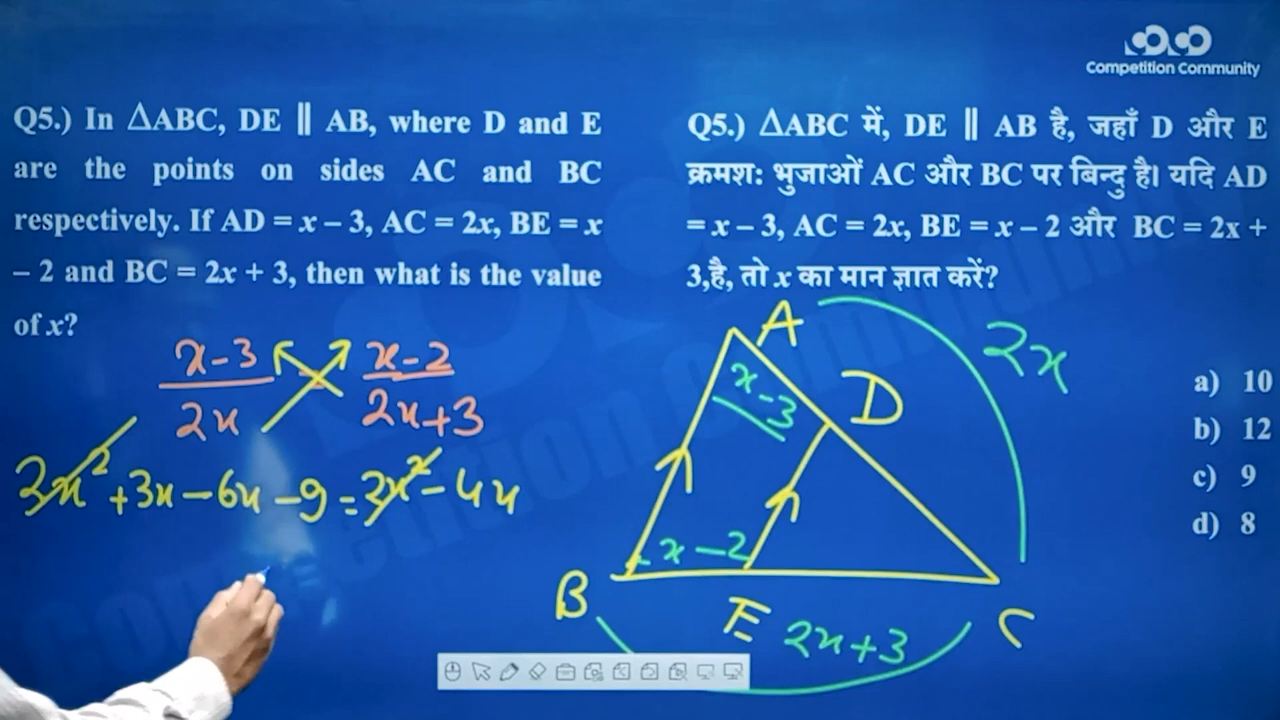 Competition Community
Q5.) In ΔABC, DE ∥ AB, where D and E
are the points on sides AC and BC
respectively. If AD = x – 3, AC = 2x, BE = x
– 2 and BC = 2x + 3, then what is the value
of x?
Q5.) ΔABC में, DE ∥ AB है, जहाँ D और E
क्रमश: भुजाओं AC और BC पर बिन्दु है। यदि AD
= x – 3, AC = 2x, BE = x – 2 और BC = 2x +
3,है, तो x का मान ज्ञात करें?
a) 10
b) 12
c) 9
d) 8
x-3 x-2
2x 2x+3
3x²+3x-6x-9=3x²-4x
A
2x
x-3
D
x-2
B
E
2x+3
C